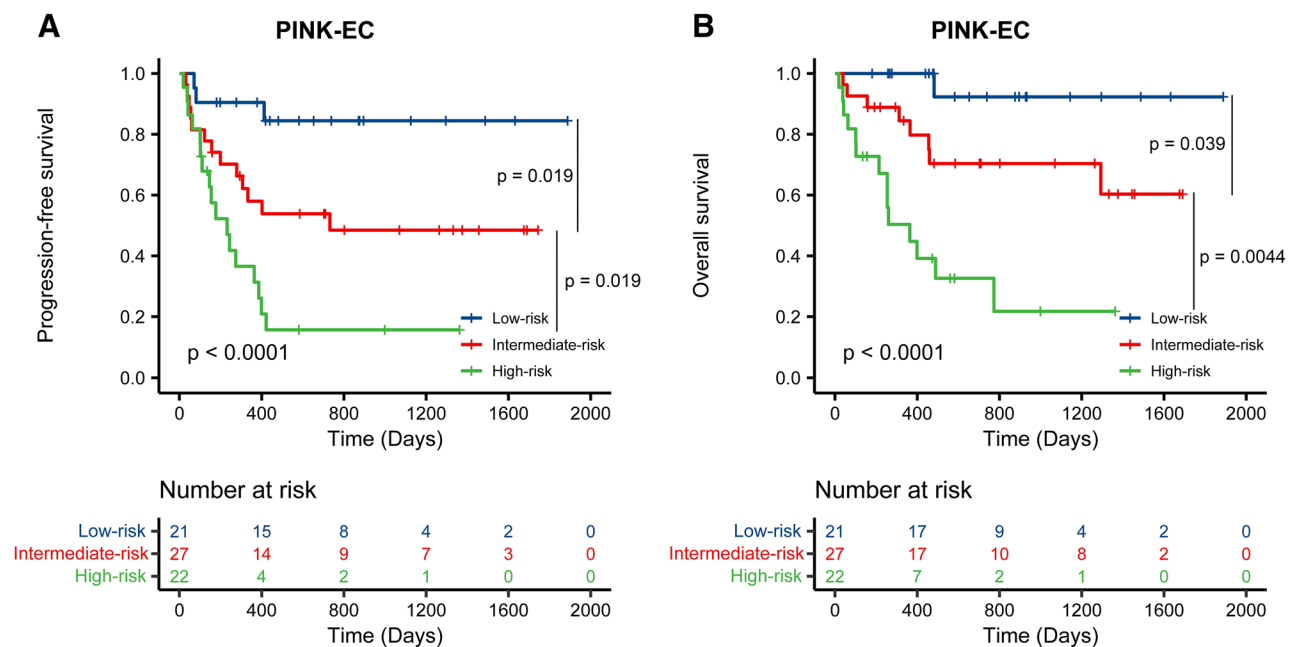 A
PINK-EC
Progression-free survival
1.0
0.8
0.6
0.4
0.2
0.0
p = 0.019
p = 0.019
p < 0.0001
Low-risk
Intermediate-risk
High-risk
0 400 800 1200 1600 2000
Time (Days)
Number at risk
Low-risk 21 15 8 4 2 0
Intermediate-risk 27 14 9 7 3 0
High-risk 22 4 2 1 0 0
0 400 800 1200 1600 2000
Time (Days)
B
PINK-EC
Overall survival
1.0
0.8
0.6
0.4
0.2
0.0
p = 0.039
p = 0.0044
p < 0.0001
Low-risk
Intermediate-risk
High-risk
0 400 800 1200 1600 2000
Time (Days)
Number at risk
Low-risk 21 17 9 4 2 0
Intermediate-risk 27 17 10 8 2 0
High-risk 22 7 2 1 0 0
0 400 800 1200 1600 2000
Time (Days)